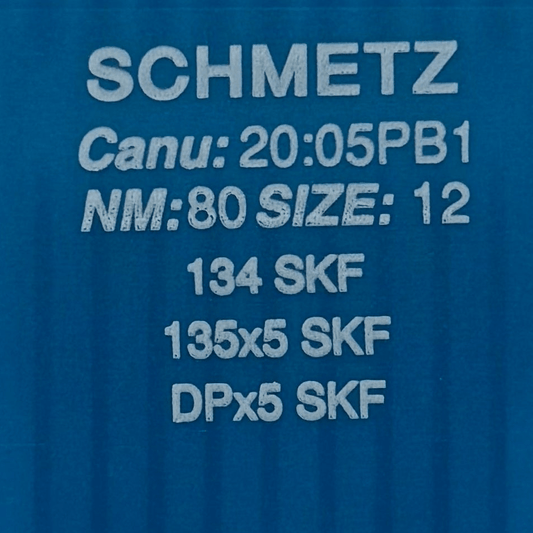 SCHMETZ
Canu: 20:05PB1
NM:80 SIZE: 12
134 SKF
135x5 SKF
DPx5 SKF